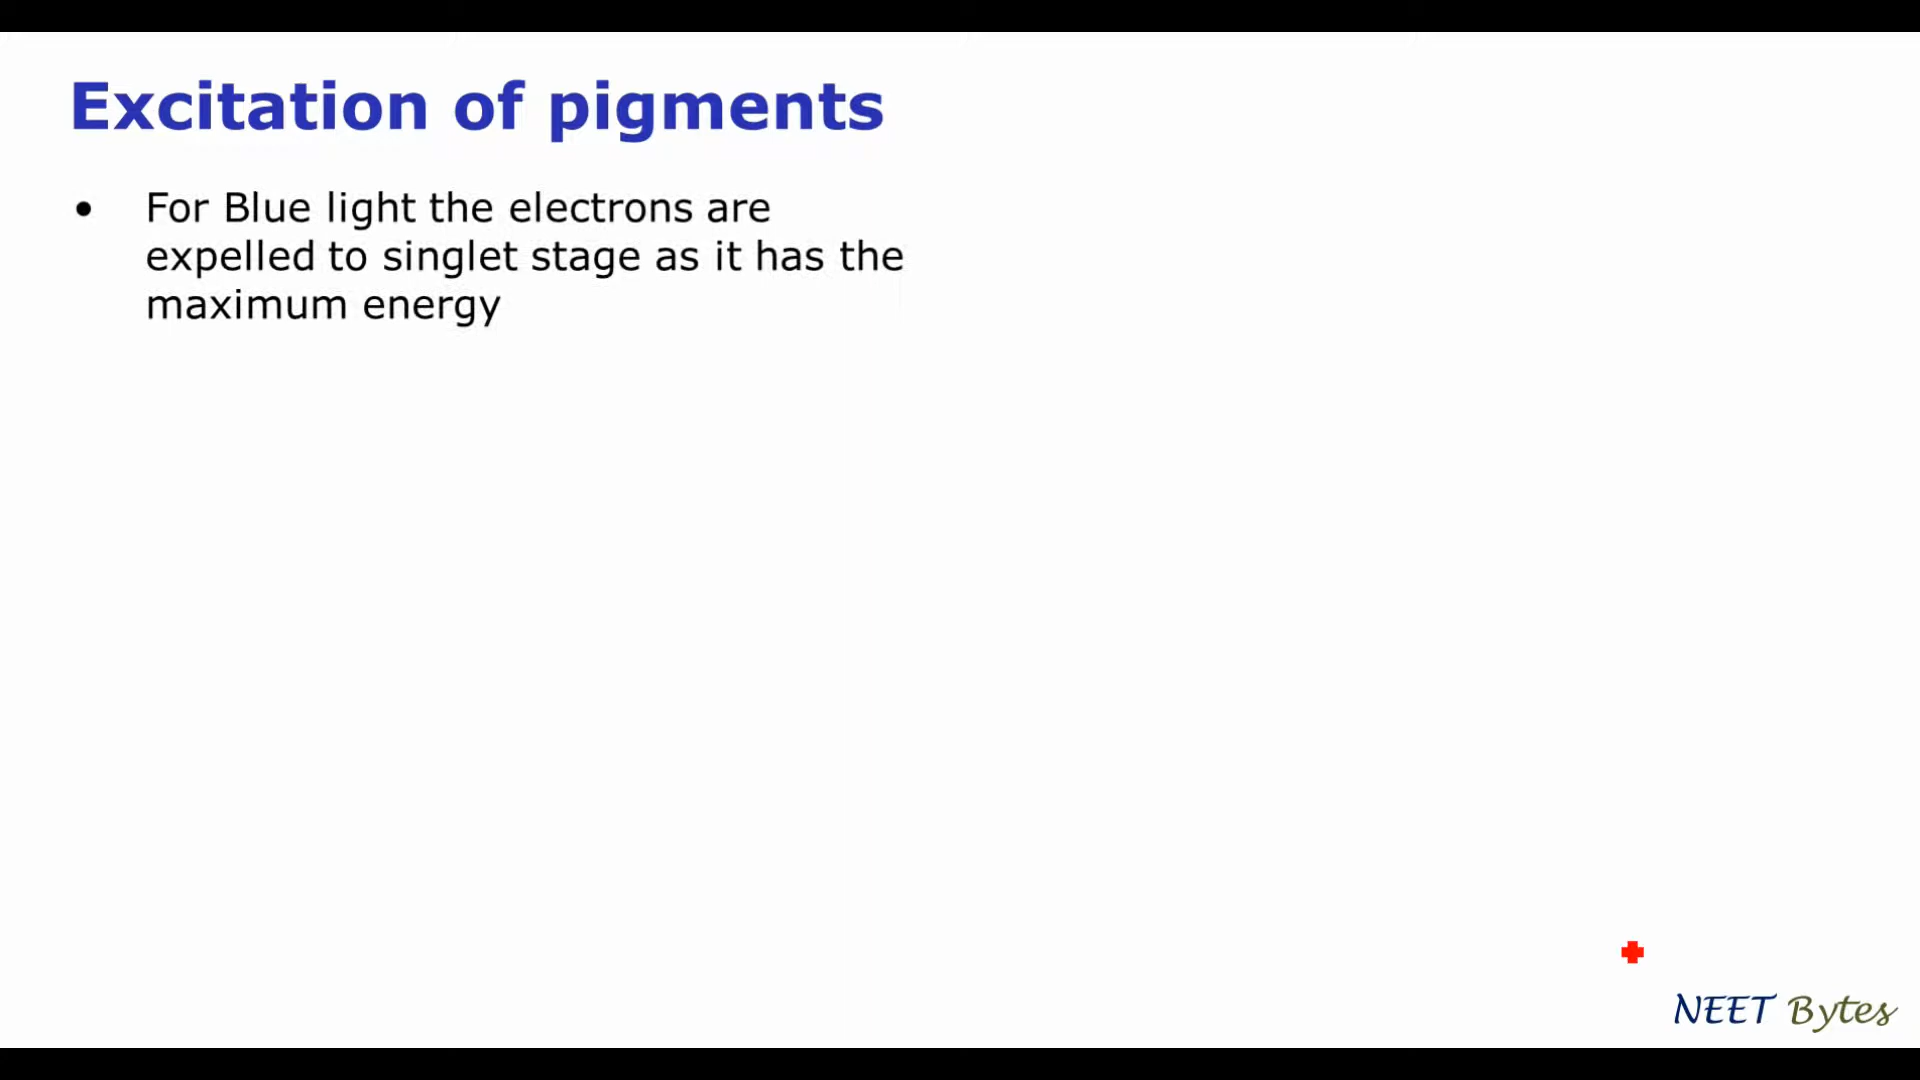 Excitation of pigments
• For Blue light the electrons are
expelled to singlet stage as it has the
maximum energy
NEET Bytes